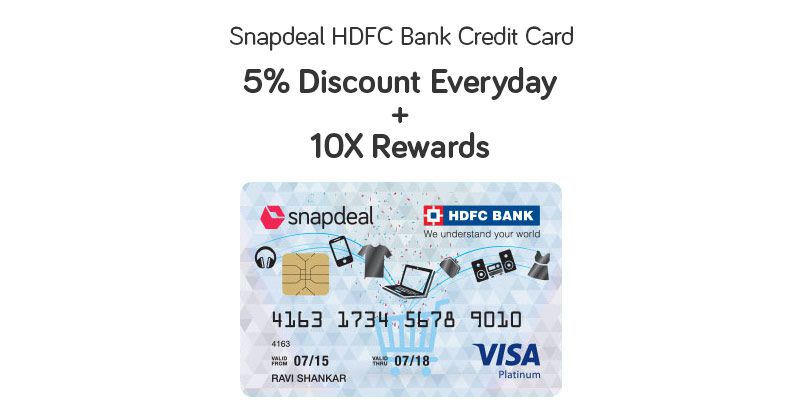 Snapdeal HDFC Bank Credit Card
5% Discount Everyday
+
10X Rewards
snapdeal HDFC BANK
We understand your world
4163 1734 5678 9010
4163
VALID FROM 07/15 VALID THRU 07/18
RAVI SHANKAR
VISA
Platinum